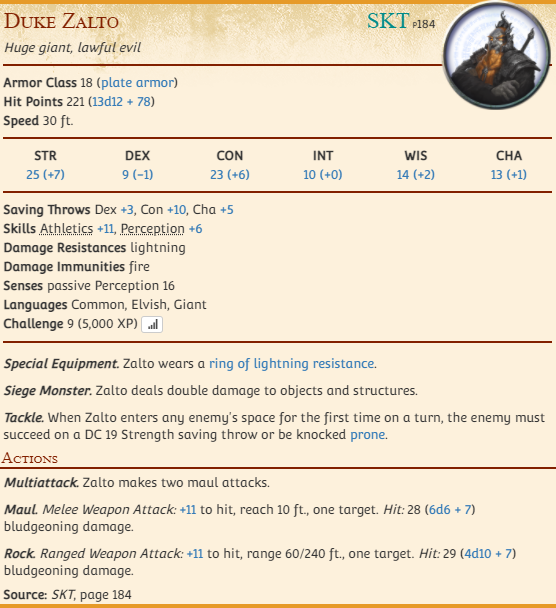 Duke Zalto SKT P184
Huge giant, lawful evil
Armor Class 18 (plate armor)
Hit Points 221 (13d12 + 78)
Speed 30 ft.
STR DEX CON INT WIS CHA
25 (+7) 9 (−1) 23 (+6) 10 (+0) 14 (+2) 13 (+1)
Saving Throws Dex +3, Con +10, Cha +5
Skills Athletics +11, Perception +6
Damage Resistances lightning
Damage Immunities fire
Senses passive Perception 16
Languages Common, Elvish, Giant
Challenge 9 (5,000 XP)
Special Equipment. Zalto wears a ring of lightning resistance.
Siege Monster. Zalto deals double damage to objects and structures.
Tackle. When Zalto enters any enemy's space for the first time on a turn, the enemy must
succeed on a DC 19 Strength saving throw or be knocked prone.
Actions
Multiattack. Zalto makes two maul attacks.
Maul. Melee Weapon Attack: +11 to hit, reach 10 ft., one target. Hit: 28 (6d6 + 7)
bludgeoning damage.
Rock. Ranged Weapon Attack: +11 to hit, range 60/240 ft., one target. Hit: 29 (4d10 + 7)
bludgeoning damage.
Source: SKT, page 184